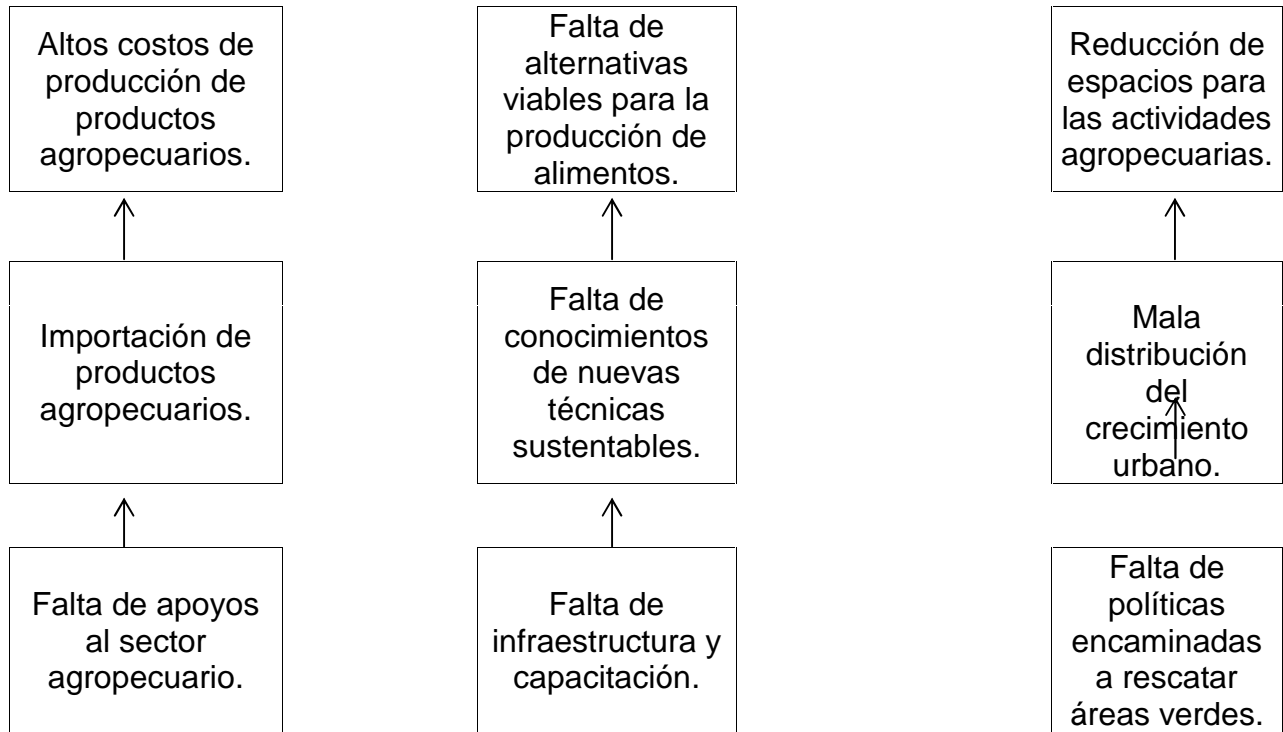 Altos costos de
producción de
productos
agropecuarios.
Falta de
alternativas
viables para la
producción de
alimentos.
Reducción de
espacios para
las actividades
agropecuarias.
Importación de
productos
agropecuarios.
Falta de
conocimientos
de nuevas
técnicas
sustentables.
Mala
distribución
del
crecimiento
urbano.
Falta de apoyos
al sector
agropecuario.
Falta de
infraestructura y
capacitación.
Falta de
políticas
encaminadas
a rescatar
áreas verdes.